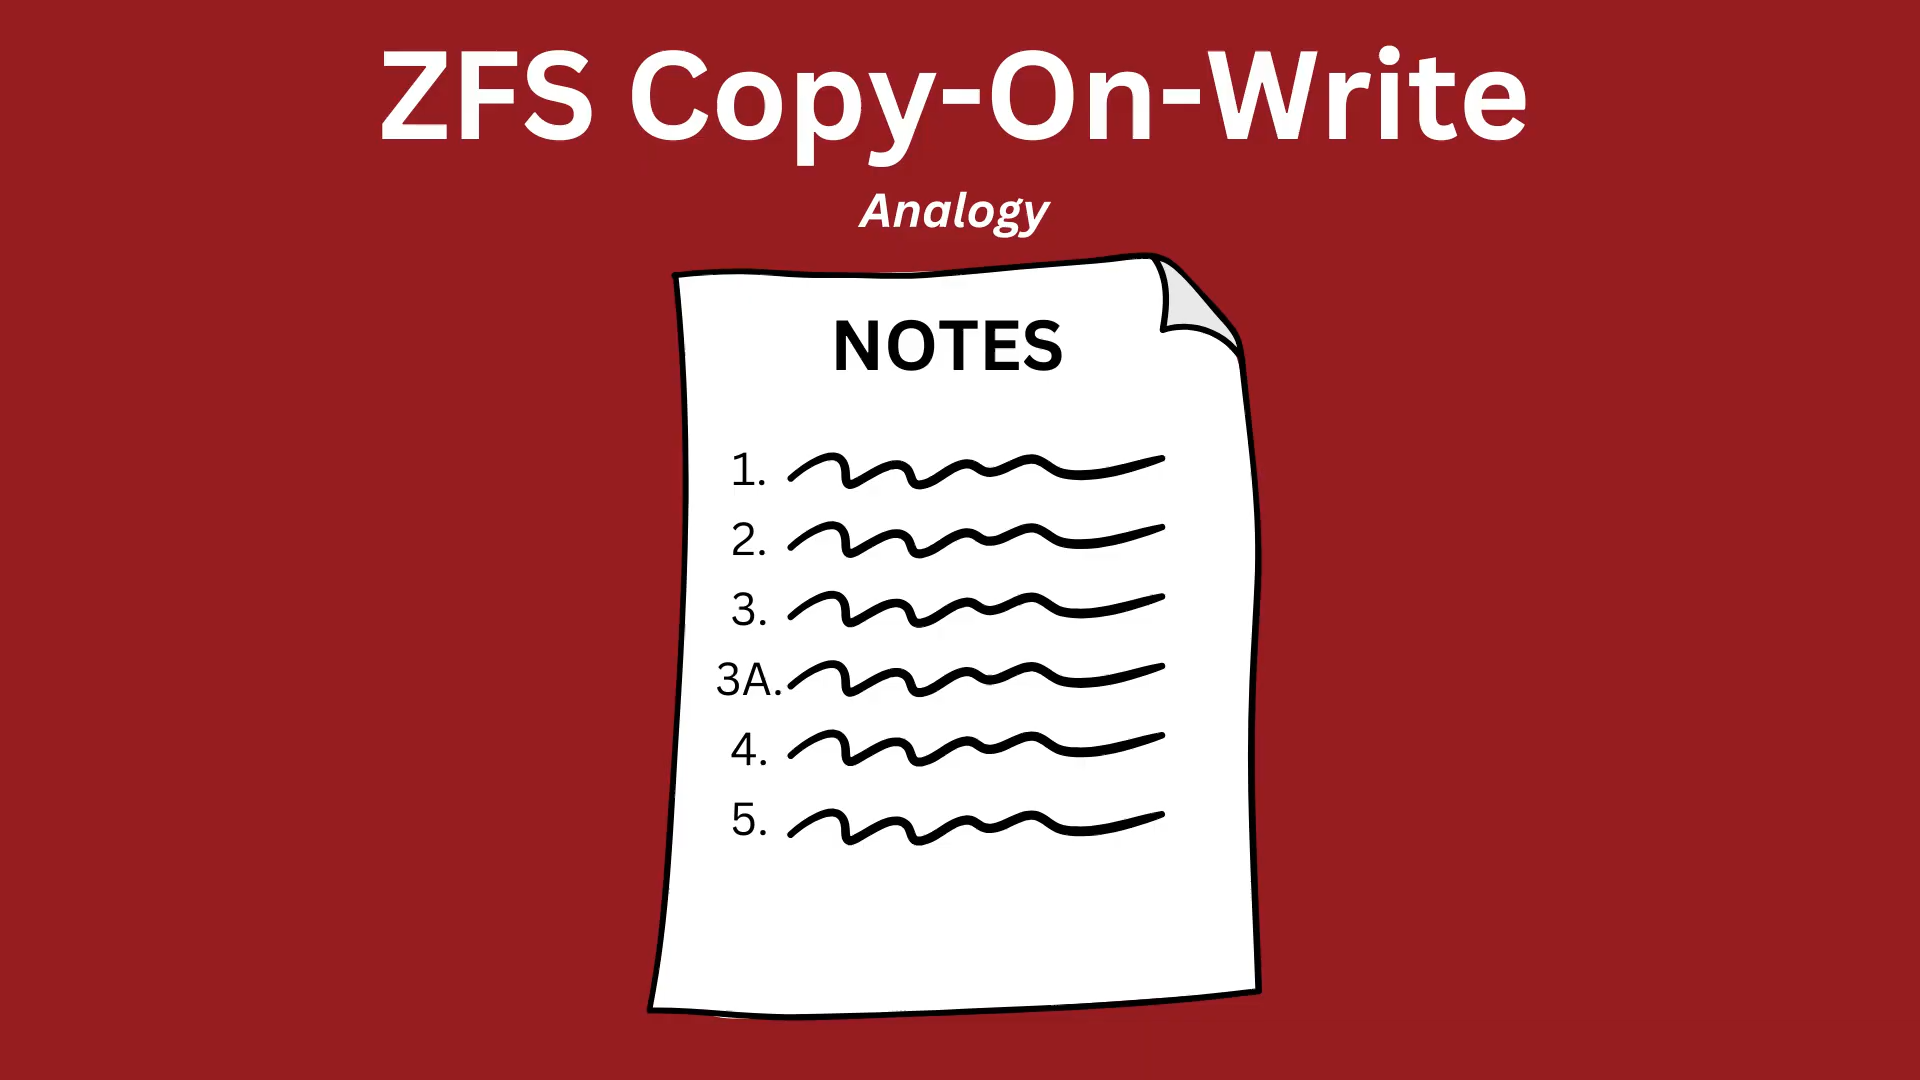 ZFS Copy-On-Write
Analogy
NOTES
1.
2.
3.
3A.
4.
5.